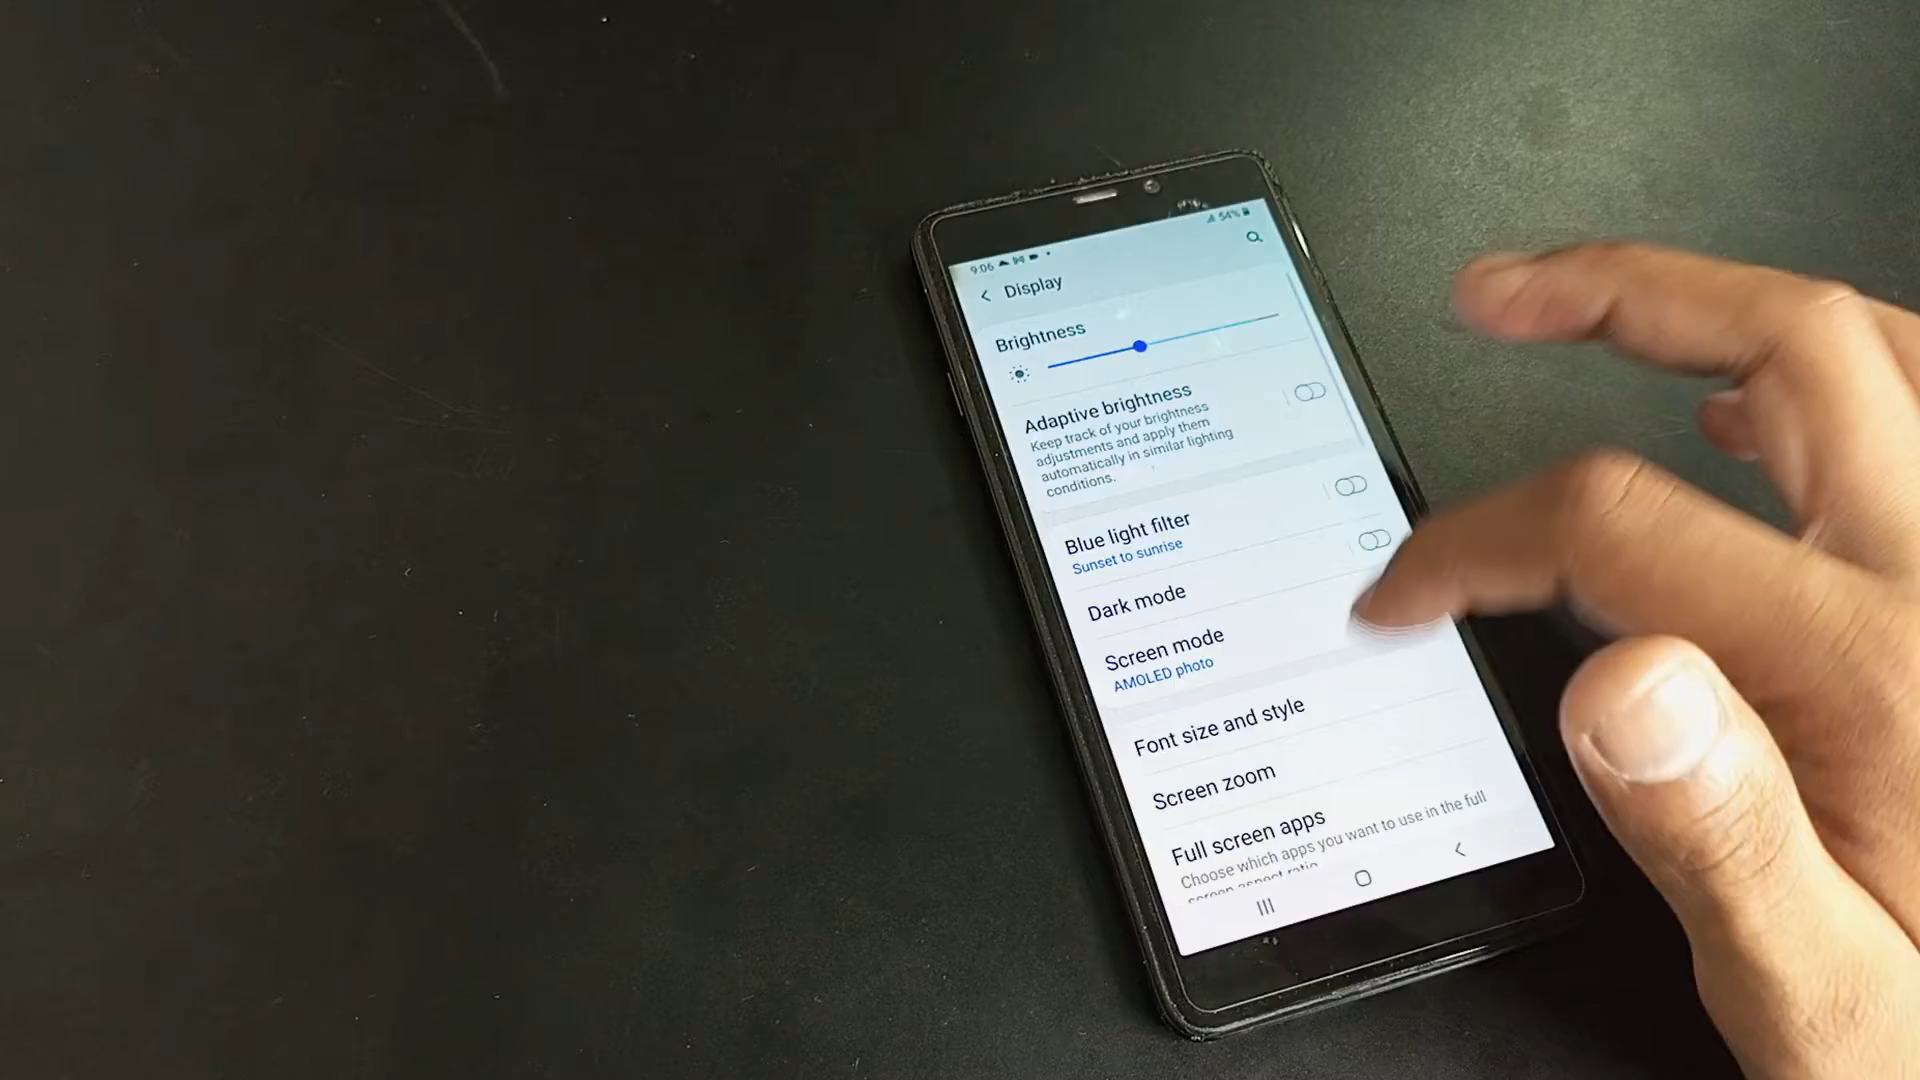 9:06
54%
Display
Brightness
Adaptive brightness
Keep track of your brightness
adjustments and apply them
automatically in similar lighting
conditions.
Blue light filter
Sunset to sunrise
Dark mode
Screen mode
AMOLED photo
Font size and style
Screen zoom
Full screen apps
Choose which apps you want to use in the full
screen aspect ratio